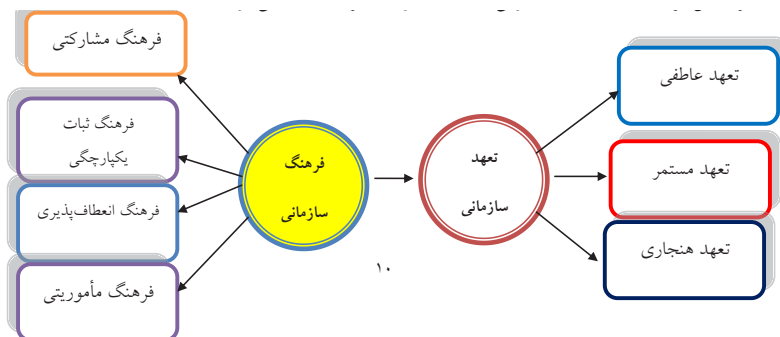 فرهنگ مشارکتی
فرهنگ ثبات
یکپارچگی
فرهنگ انعطاف‌پذیری
فرهنگ مأموریتی
فرهنگ
سازمانی
تعهد
سازمانی
تعهد عاطفی
تعهد مستمر
تعهد هنجاری
۱۰